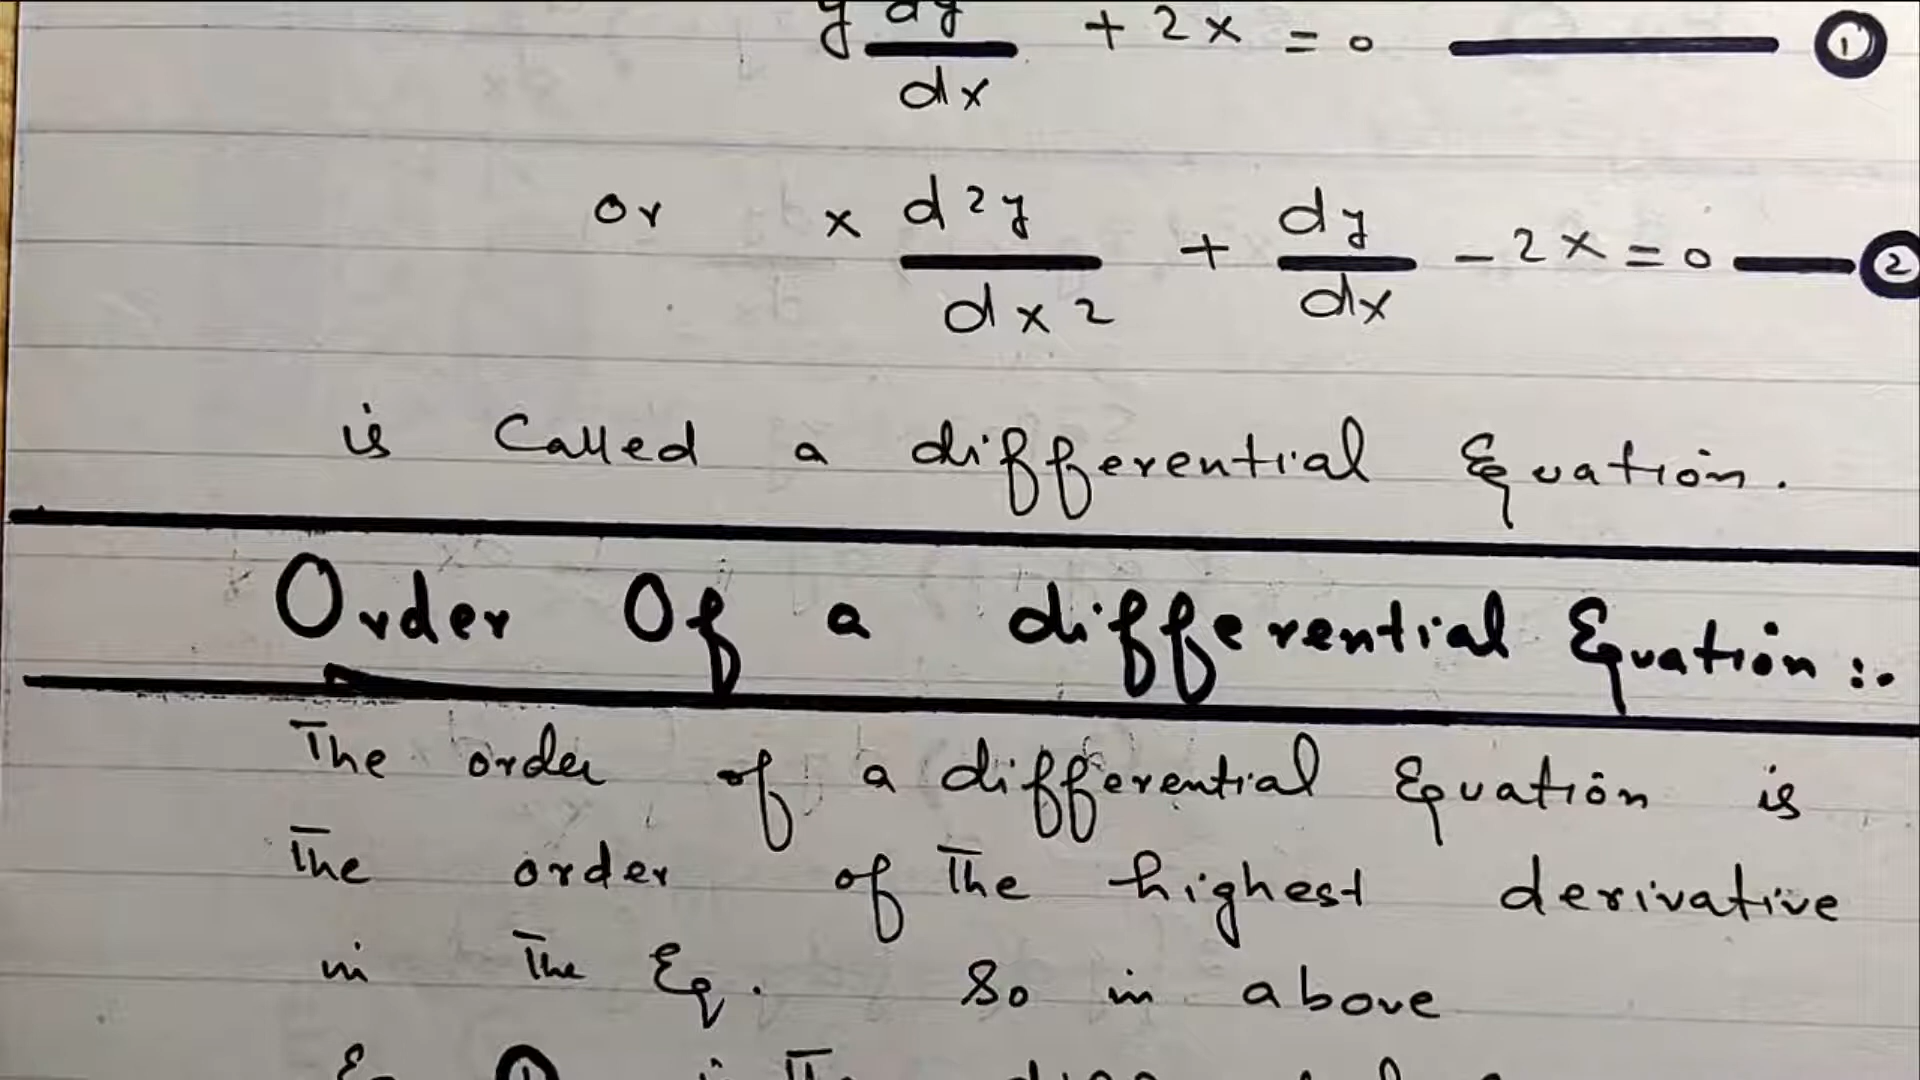 y dy/dx + 2x = 0 ——— ①
or x d2y/dx2 + dy/dx - 2x = 0 — ②
is Called a differential Equation.
Order Of a differential Equation :-
The order of a differential Equation is
The order of The highest derivative
in The Eq. So in above